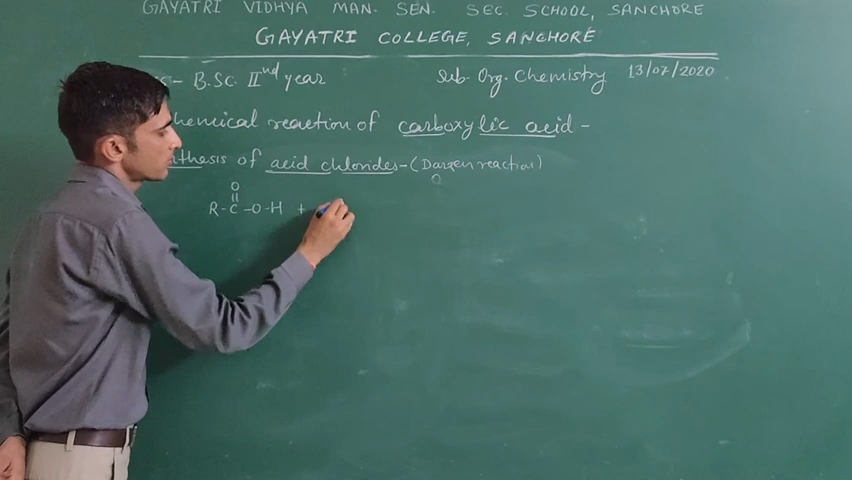 GAYATRI VIDHYA MAN. SEN. SEC. SCHOOL, SANCHORE
GAYATRI COLLEGE, SANCHORE
- B.Sc. IInd year Sub- Org. Chemistry 13/07/2020
hemical reaction of carboxylic acid -
thesis of acid chlorides - (Darzen reaction)
O
R - C - O - H +